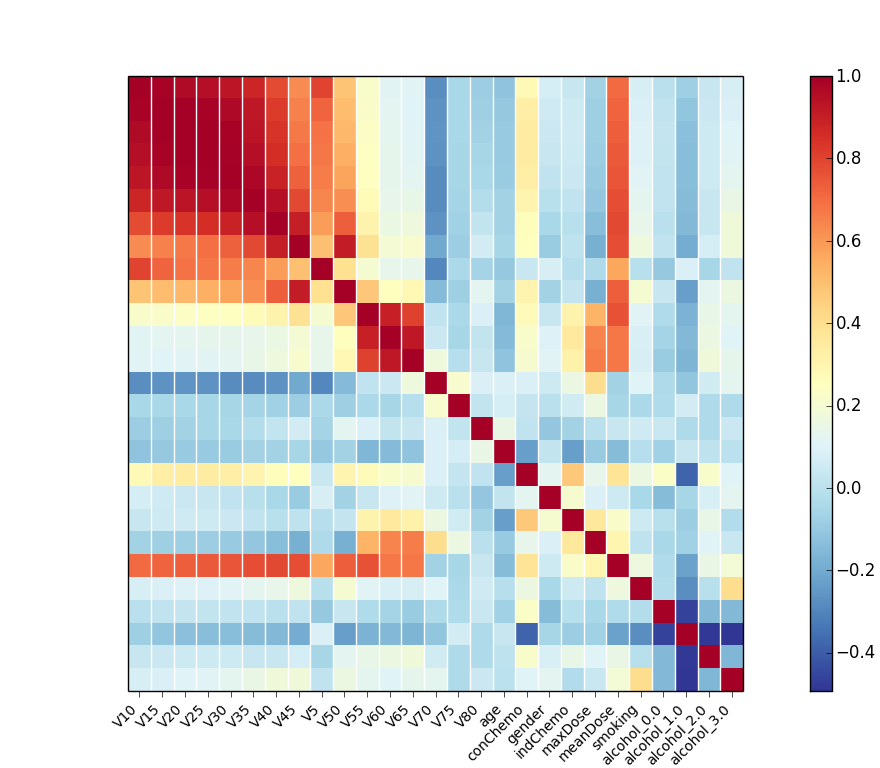 1.0
0.8
0.6
0.4
0.2
0.0
−0.2
−0.4
V10
V15
V20
V25
V30
V35
V40
V45
V5
V50
V55
V60
V65
V70
V75
V80
age
conChemo
gender
indChemo
maxDose
meanDose
smoking
alcohol_0.0
alcohol_1.0
alcohol_2.0
alcohol_3.0